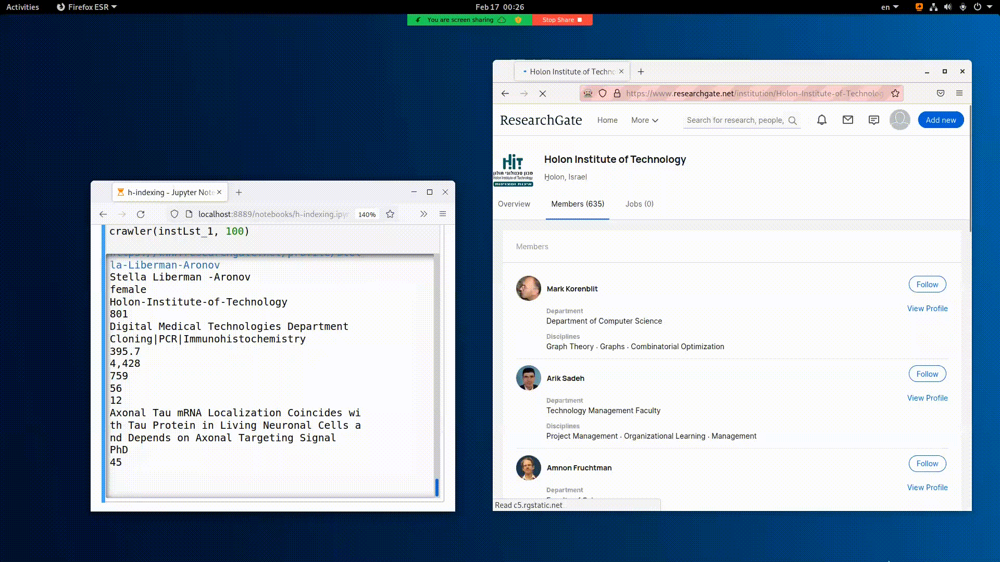 Activities
Firefox ESR
Feb 17 00:26
en
You are screen sharing
Stop Share
h-indexing - Jupyter Note
localhost:8889/notebooks/h-indexing.ipyn
140%
crawler(instLst_1, 100)
la-Liberman-Aronov
Stella Liberman -Aronov
female
Holon-Institute-of-Technology
801
Digital Medical Technologies Department
Cloning|PCR|Immunohistochemistry
395.7
4,428
759
56
12
Axonal Tau mRNA Localization Coincides wi
th Tau Protein in Living Neuronal Cells a
nd Depends on Axonal Targeting Signal
PhD
45
Holon Institute of Techno
https://www.researchgate.net/institution/Holon-Institute-of-Technolog
ResearchGate
Home
More
Search for research, people,
Add new
HiT
מכון טכנולוגי חולון
Holon Institute of Technology
איכות ומצוינות
Holon Institute of Technology
Holon, Israel
Overview
Members (635)
Jobs (0)
Members
Mark Korenblit
Follow
View Profile
Department
Department of Computer Science
Disciplines
Graph Theory · Graphs · Combinatorial Optimization
Arik Sadeh
Follow
View Profile
Department
Technology Management Faculty
Disciplines
Project Management · Organizational Learning · Management
Amnon Fruchtman
Follow
View Profile
Department
Read c5.rgstatic.net